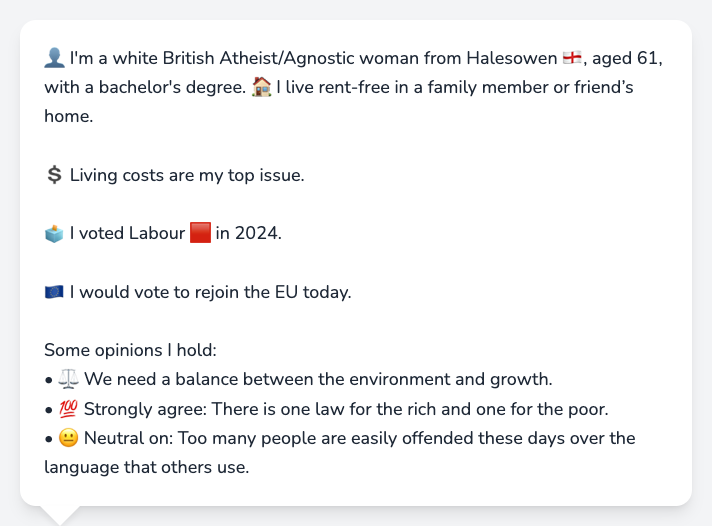 👤 I'm a white British Atheist/Agnostic woman from Halesowen 🏴󠁧󠁢󠁥󠁮󠁧󠁿, aged 61,
with a bachelor's degree. 🏠 I live rent-free in a family member or friend’s
home.
💲 Living costs are my top issue.
🗳️ I voted Labour 🟥 in 2024.
🇪🇺 I would vote to rejoin the EU today.
Some opinions I hold:
• ⚖️ We need a balance between the environment and growth.
• 💯 Strongly agree: There is one law for the rich and one for the poor.
• 😐 Neutral on: Too many people are easily offended these days over the
language that others use.